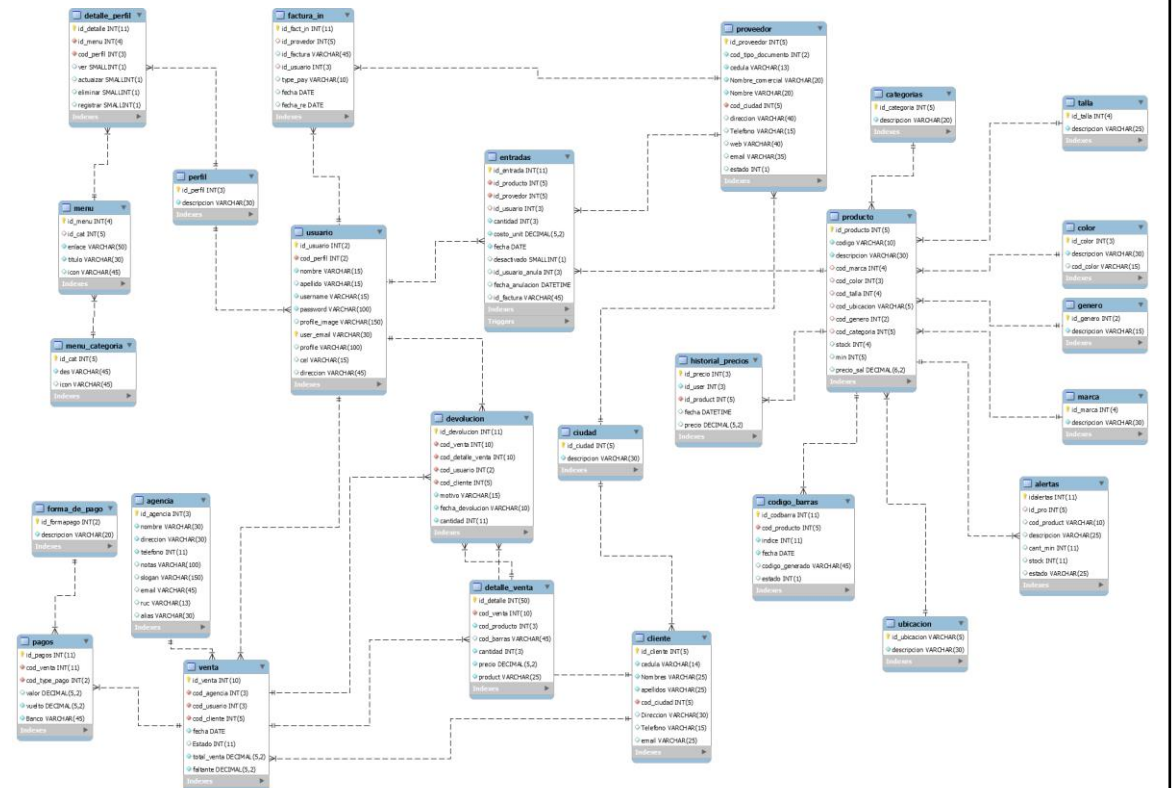 detalle_perfil
id_detalle INT(11)
id_menu INT(4)
cod_perfil INT(3)
ver SMALLINT(1)
actuaizar SMALLINT(1)
eliminar SMALLINT(1)
registrar SMALLINT(1)
Indexes
factura_in
id_fact_in INT(11)
id_provedor INT(5)
id_factura VARCHAR(45)
id_usuario INT(3)
type_pay VARCHAR(10)
fecha DATE
fecha_re DATE
Indexes
proveedor
id_proveedor INT(5)
cod_tipo_documento INT(2)
cedula VARCHAR(13)
Nombre_comercial VARCHAR(20)
Nombre VARCHAR(20)
cod_ciudad INT(5)
direccion VARCHAR(40)
Telefono VARCHAR(15)
web VARCHAR(40)
email VARCHAR(35)
estado INT(1)
Indexes
categorias
id_categoria INT(5)
descripcion VARCHAR(20)
Indexes
talla
id_talla INT(4)
descripcion VARCHAR(25)
Indexes
perfil
id_perfil INT(3)
descripcion VARCHAR(30)
Indexes
entradas
id_entrada INT(11)
id_producto INT(5)
id_provedor INT(5)
id_usuario INT(3)
cantidad INT(3)
costo_unit DECIMAL(5,2)
fecha DATE
desactivado SMALLINT(1)
id_usuario_anula INT(3)
fecha_anulacion DATETIME
id_factura VARCHAR(45)
Indexes
Triggers
menu
id_menu INT(4)
id_cat INT(5)
enlace VARCHAR(50)
titulo VARCHAR(30)
icon VARCHAR(45)
Indexes
usuario
id_usuario INT(2)
cod_perfil INT(2)
nombre VARCHAR(15)
apellido VARCHAR(15)
username VARCHAR(15)
password VARCHAR(100)
profile_image VARCHAR(150)
user_email VARCHAR(30)
profile VARCHAR(100)
cel VARCHAR(15)
direccion VARCHAR(45)
Indexes
producto
id_producto INT(5)
codigo VARCHAR(10)
descripcion VARCHAR(30)
cod_marca INT(4)
cod_color INT(3)
cod_talla INT(4)
cod_ubicacion VARCHAR(5)
cod_genero INT(2)
cod_categoria INT(5)
stock INT(4)
min INT(5)
precio_sal DECIMAL(6,2)
Indexes
color
id_color INT(3)
descripcion VARCHAR(30)
cod_color VARCHAR(15)
Indexes
genero
id_genero INT(2)
descripcion VARCHAR(15)
Indexes
menu_categoria
id_cat INT(5)
des VARCHAR(45)
icon VARCHAR(45)
Indexes
historial_precios
id_precio INT(3)
id_user INT(3)
id_product INT(5)
fecha DATETIME
precio DECIMAL(5,2)
Indexes
marca
id_marca INT(4)
descripcion VARCHAR(30)
Indexes
devolucion
id_devolucion INT(11)
cod_venta INT(10)
cod_detalle_venta INT(10)
cod_usuario INT(2)
cod_cliente INT(5)
motivo VARCHAR(15)
fecha_devolucion VARCHAR(10)
cantidad INT(11)
Indexes
ciudad
id_ciudad INT(5)
descripcion VARCHAR(30)
Indexes
alertas
idalertas INT(11)
id_pro INT(5)
cod_product VARCHAR(10)
descripcion VARCHAR(25)
cant_min INT(11)
stock INT(11)
estado VARCHAR(25)
Indexes
forma_de_pago
id_formapago INT(2)
descripcion VARCHAR(20)
Indexes
agencia
id_agencia INT(3)
nombre VARCHAR(30)
direccion VARCHAR(30)
telefono INT(11)
notas VARCHAR(100)
slogan VARCHAR(150)
email VARCHAR(45)
ruc VARCHAR(13)
alias VARCHAR(30)
Indexes
codigo_barras
id_codbarra INT(11)
cod_producto INT(5)
indice INT(11)
fecha DATE
codigo_generado VARCHAR(45)
estado INT(1)
Indexes
detalle_venta
id_detalle INT(50)
cod_venta INT(10)
cod_producto INT(3)
cod_barras VARCHAR(45)
cantidad INT(3)
precio DECIMAL(5,2)
product VARCHAR(25)
Indexes
ubicacion
id_ubicacion VARCHAR(5)
descripcion VARCHAR(30)
Indexes
pagos
id_pagos INT(11)
cod_venta INT(11)
cod_type_pago INT(2)
valor DECIMAL(5,2)
vuelto DECIMAL(5,2)
Banco VARCHAR(45)
Indexes
venta
id_venta INT(10)
cod_agencia INT(3)
cod_usuario INT(3)
cod_cliente INT(5)
fecha DATE
Estado INT(11)
total_venta DECIMAL(5,2)
faltante DECIMAL(5,2)
Indexes
cliente
id_cliente INT(5)
cedula VARCHAR(14)
Nombres VARCHAR(25)
apellidos VARCHAR(25)
cod_ciudad INT(5)
Direccion VARCHAR(30)
Telefono VARCHAR(15)
email VARCHAR(25)
Indexes